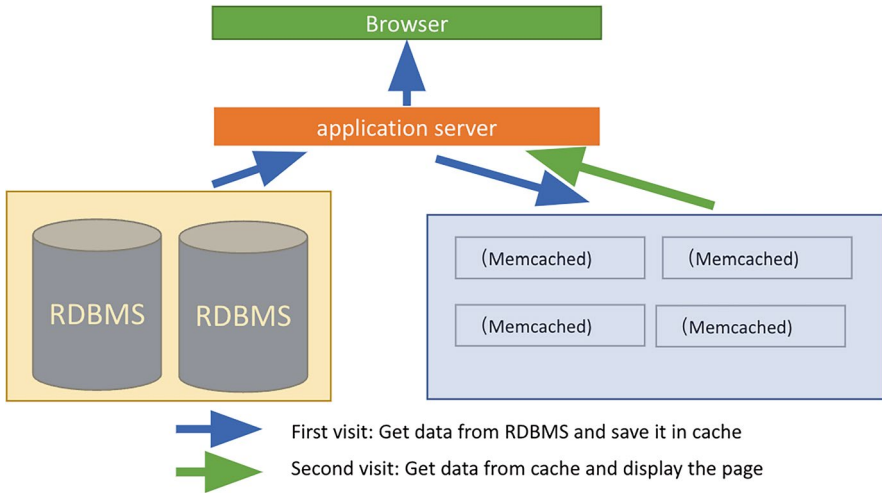 Browser
application server
RDBMS
RDBMS
（Memcached)
（Memcached)
（Memcached)
（Memcached)
First visit: Get data from RDBMS and save it in cache
Second visit: Get data from cache and display the page